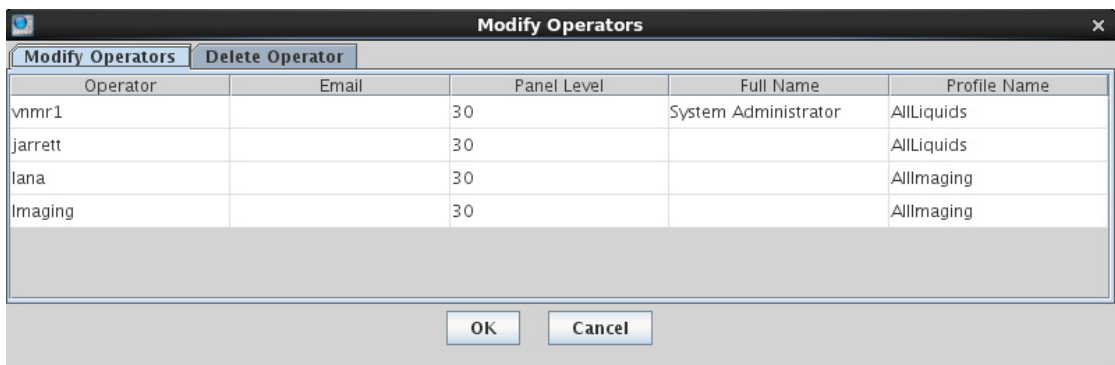 Modify Operators
Modify Operators Delete Operator
Operator Email Panel Level Full Name Profile Name
vnmr1 30 System Administrator AllLiquids
jarrett 30 AllLiquids
lana 30 AllImaging
Imaging 30 AllImaging
OK Cancel